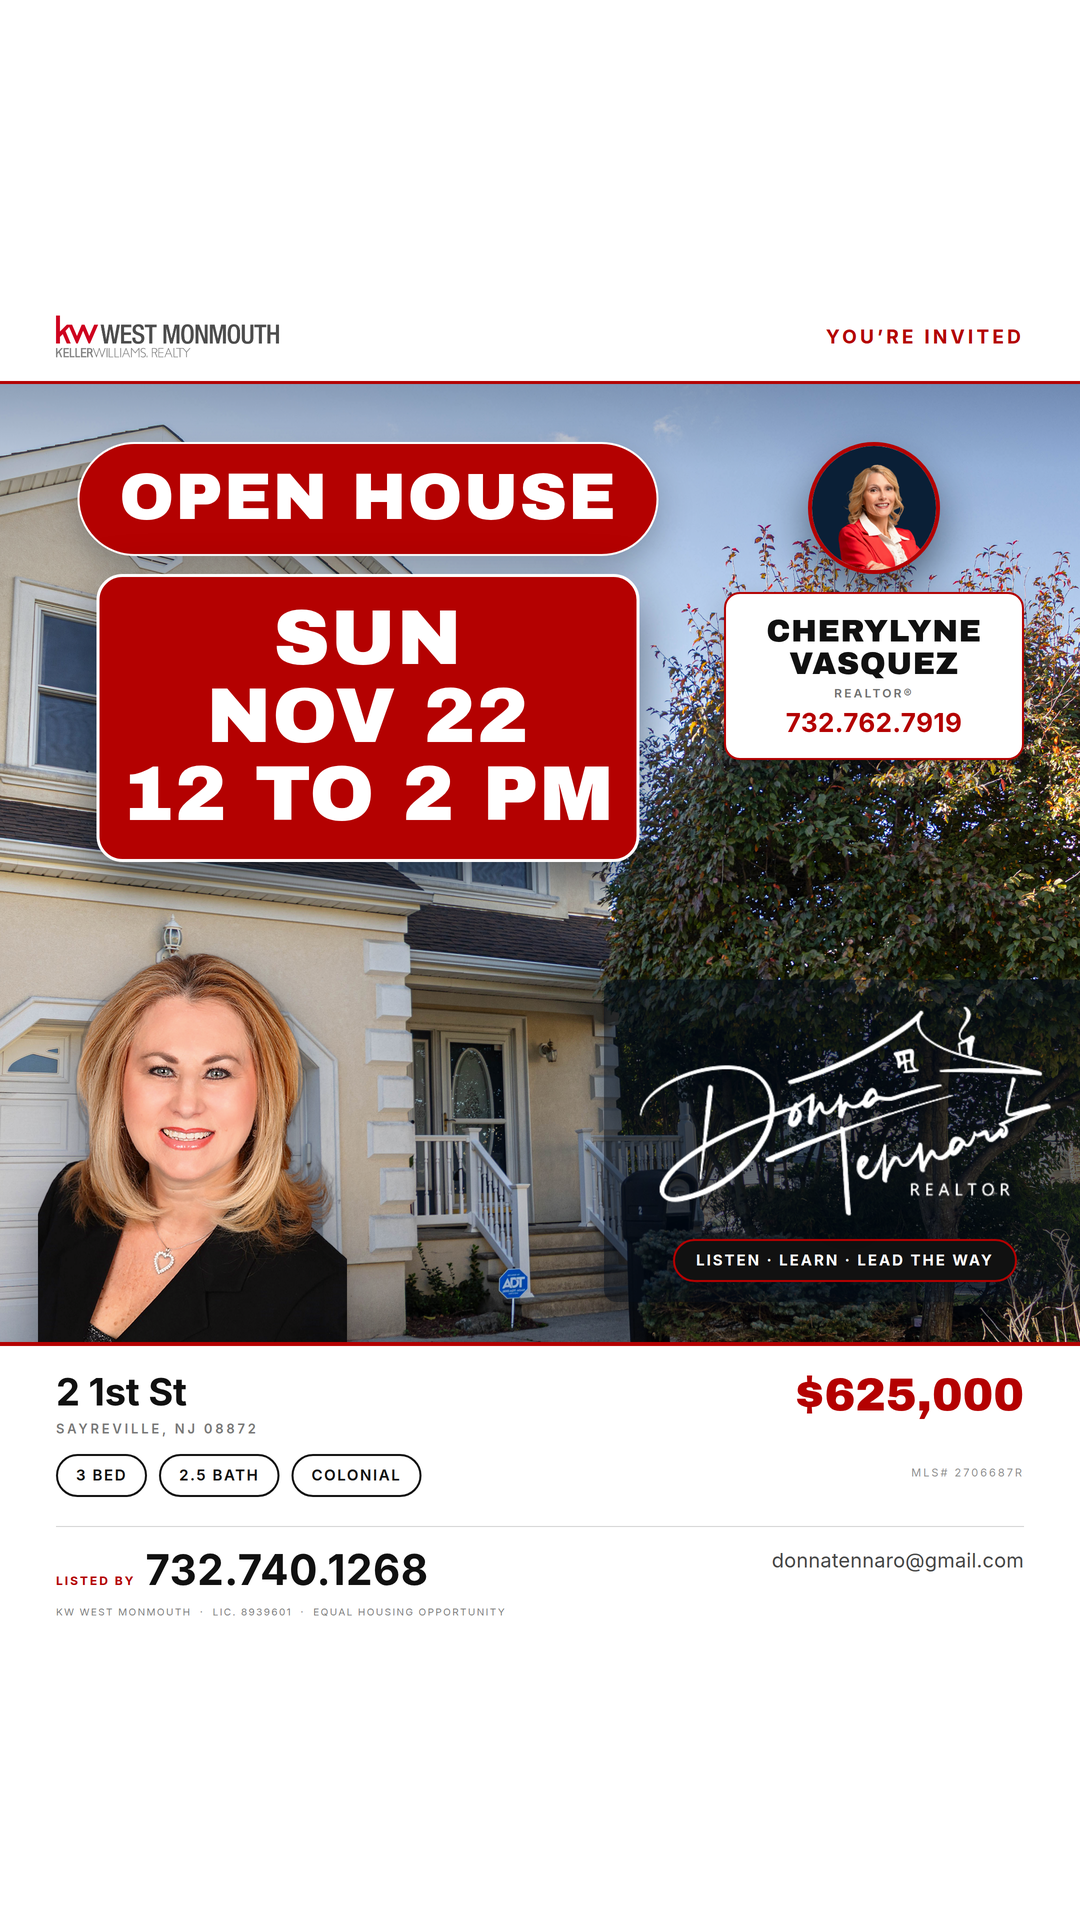 kw WEST MONMOUTH
KELLERWILLIAMS. REALTY
YOU'RE INVITED
OPEN HOUSE
SUN
NOV 22
12 TO 2 PM
CHERYLYNE
VASQUEZ
REALTOR®
732.762.7919
Donna
Tennaro
REALTOR
LISTEN · LEARN · LEAD THE WAY
ADT
2 1st St
SAYREVILLE, NJ 08872
3 BED
2.5 BATH
COLONIAL
$625,000
MLS# 2706687R
LISTED BY 732.740.1268
donnatennaro@gmail.com
KW WEST MONMOUTH · LIC. 8939601 · EQUAL HOUSING OPPORTUNITY